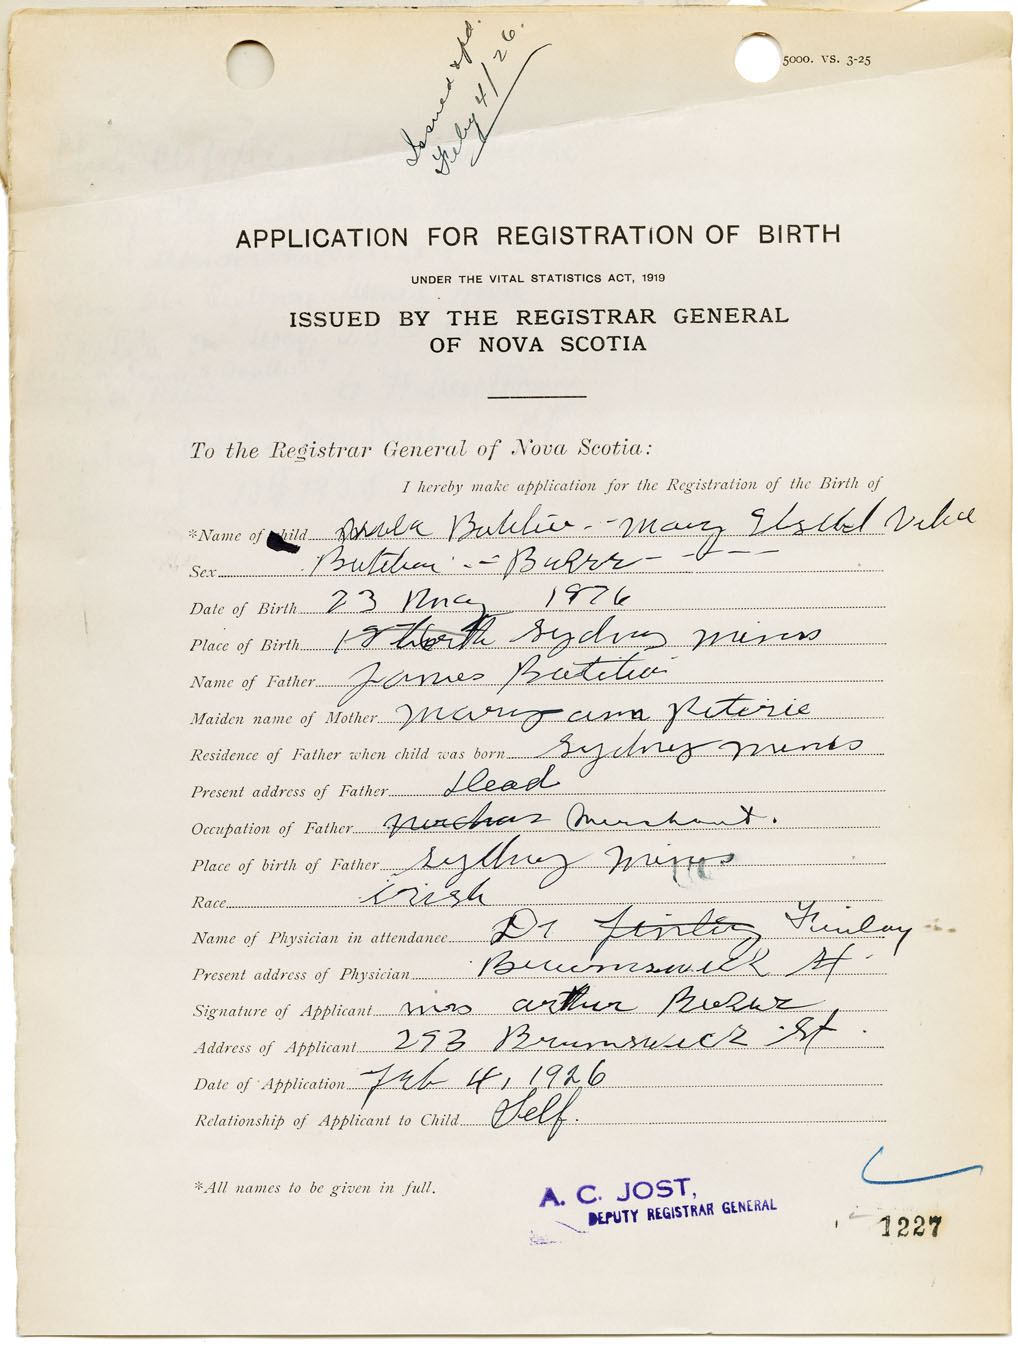 Issued & pd.
Feby 4/26.
5000. VS. 3-25
APPLICATION FOR REGISTRATION OF BIRTH
UNDER THE VITAL STATISTICS ACT, 1919
ISSUED BY THE REGISTRAR GENERAL
OF NOVA SCOTIA
To the Registrar General of Nova Scotia:
I hereby make application for the Registration of the Birth of
*Name of Child Mary
Sex
Date of Birth 23 May 1876
Place of Birth Sydney mines
Name of Father James
Maiden name of Mother Mary ann
Residence of Father when child was born Sydney mines
Present address of Father Dead
Occupation of Father Merchant.
Place of birth of Father Sydney Mines
Race irish
Name of Physician in attendance Dr Finlay
Present address of Physician Brunswick St
Signature of Applicant mrs arthur
Address of Applicant 293 Brunswick St.
Date of Application Feb 4, 1926
Relationship of Applicant to Child Self.
*All names to be given in full.
A. C. JOST,
DEPUTY REGISTRAR GENERAL
1227